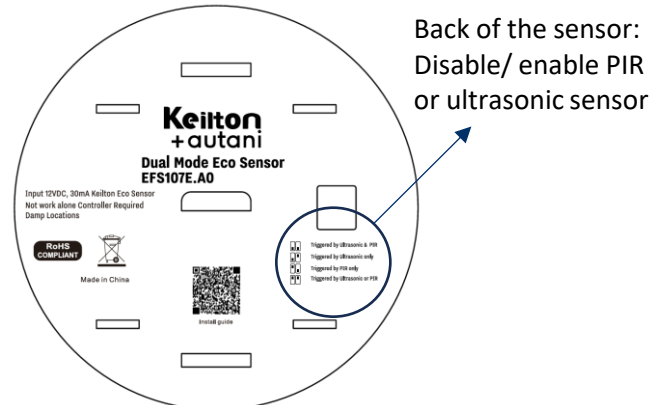 Back of the sensor:
Disable/ enable PIR
or ultrasonic sensor
Keilton
+autani
Dual Mode Eco Sensor
EFS107E.A0
Input 12VDC, 30mA Keilton Eco Sensor
Not work alone Controller Required
Damp Locations
RoHS
COMPLIANT
Made in China
Install guide
Triggered by Ultrasonic & PIR
Triggered by Ultrasonic only
Triggered by PIR only
Triggered by Ultrasonic or PIR